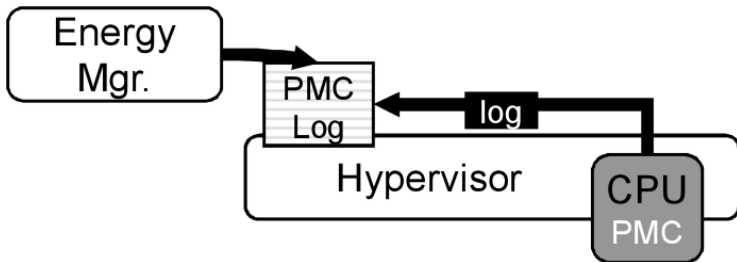 Energy
Mgr.
PMC
Log
log
Hypervisor
CPU
PMC